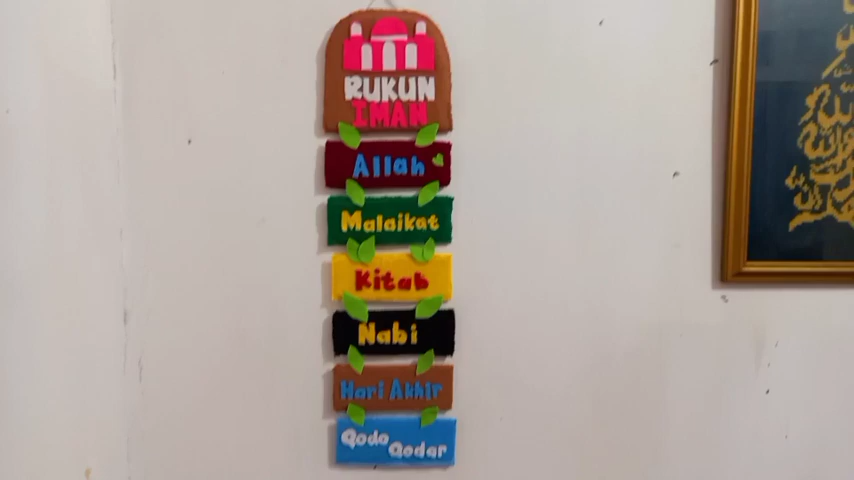 RUKUN
IMAN
Allah
Malaikat
Kitab
Nabi
Hari Akhir
Qodo
Qodar